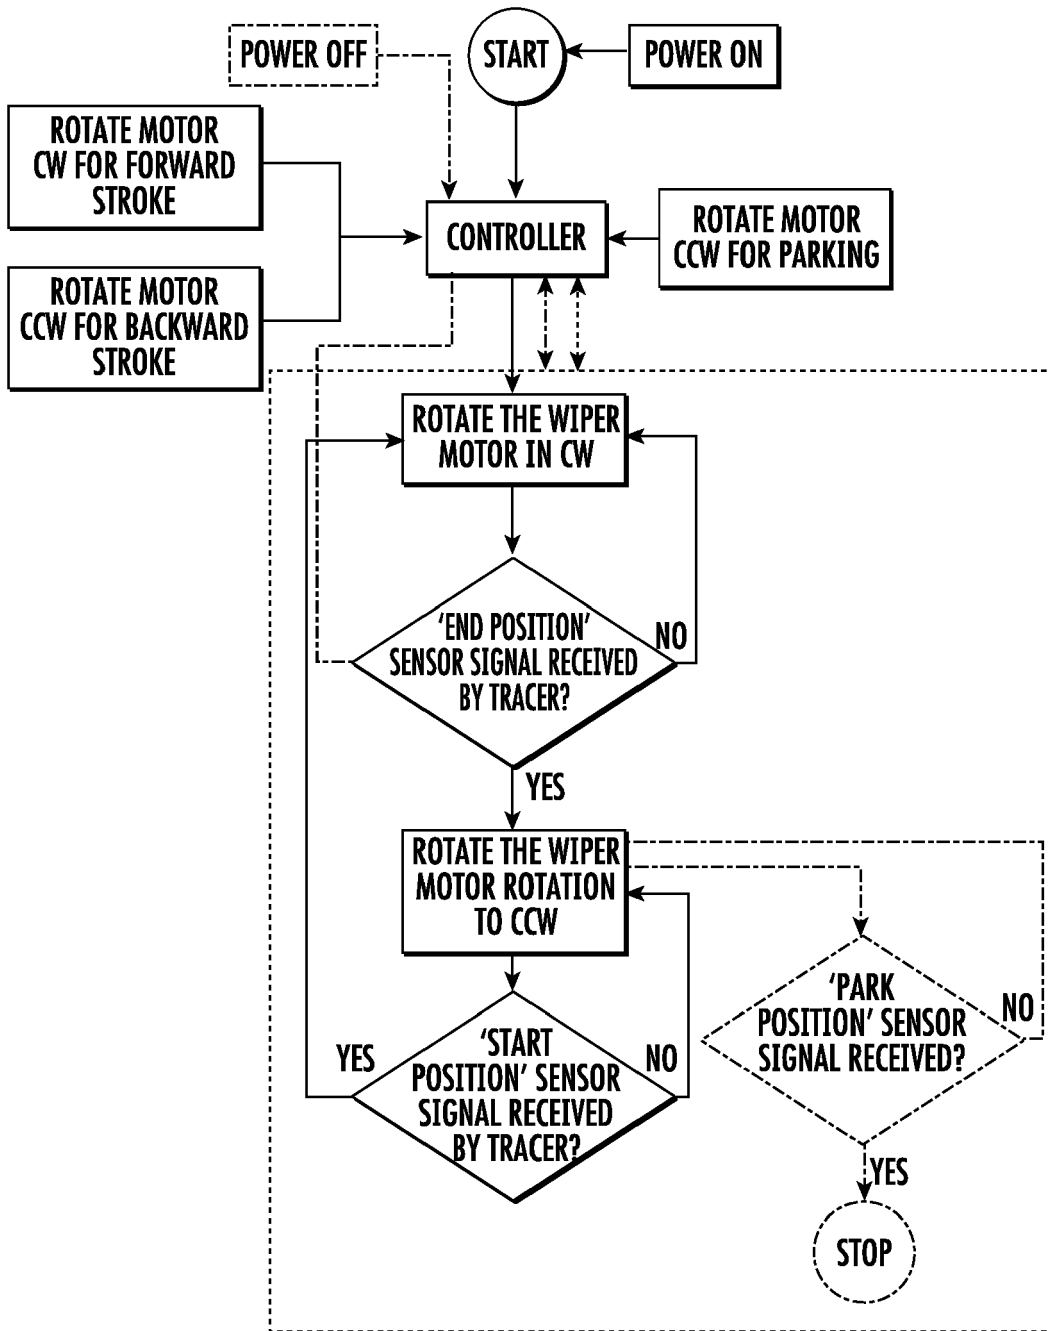 POWER OFF
START
POWER ON
ROTATE MOTOR
CW FOR FORWARD
STROKE
CONTROLLER
ROTATE MOTOR
CCW FOR PARKING
ROTATE MOTOR
CCW FOR BACKWARD
STROKE
ROTATE THE WIPER
MOTOR IN CW
'END POSITION'
SENSOR SIGNAL RECEIVED
BY TRACER?
NO
YES
ROTATE THE WIPER
MOTOR ROTATION
TO CCW
'START
POSITION' SENSOR
SIGNAL RECEIVED
BY TRACER?
YES
NO
'PARK
POSITION' SENSOR
SIGNAL RECEIVED?
NO
YES
STOP